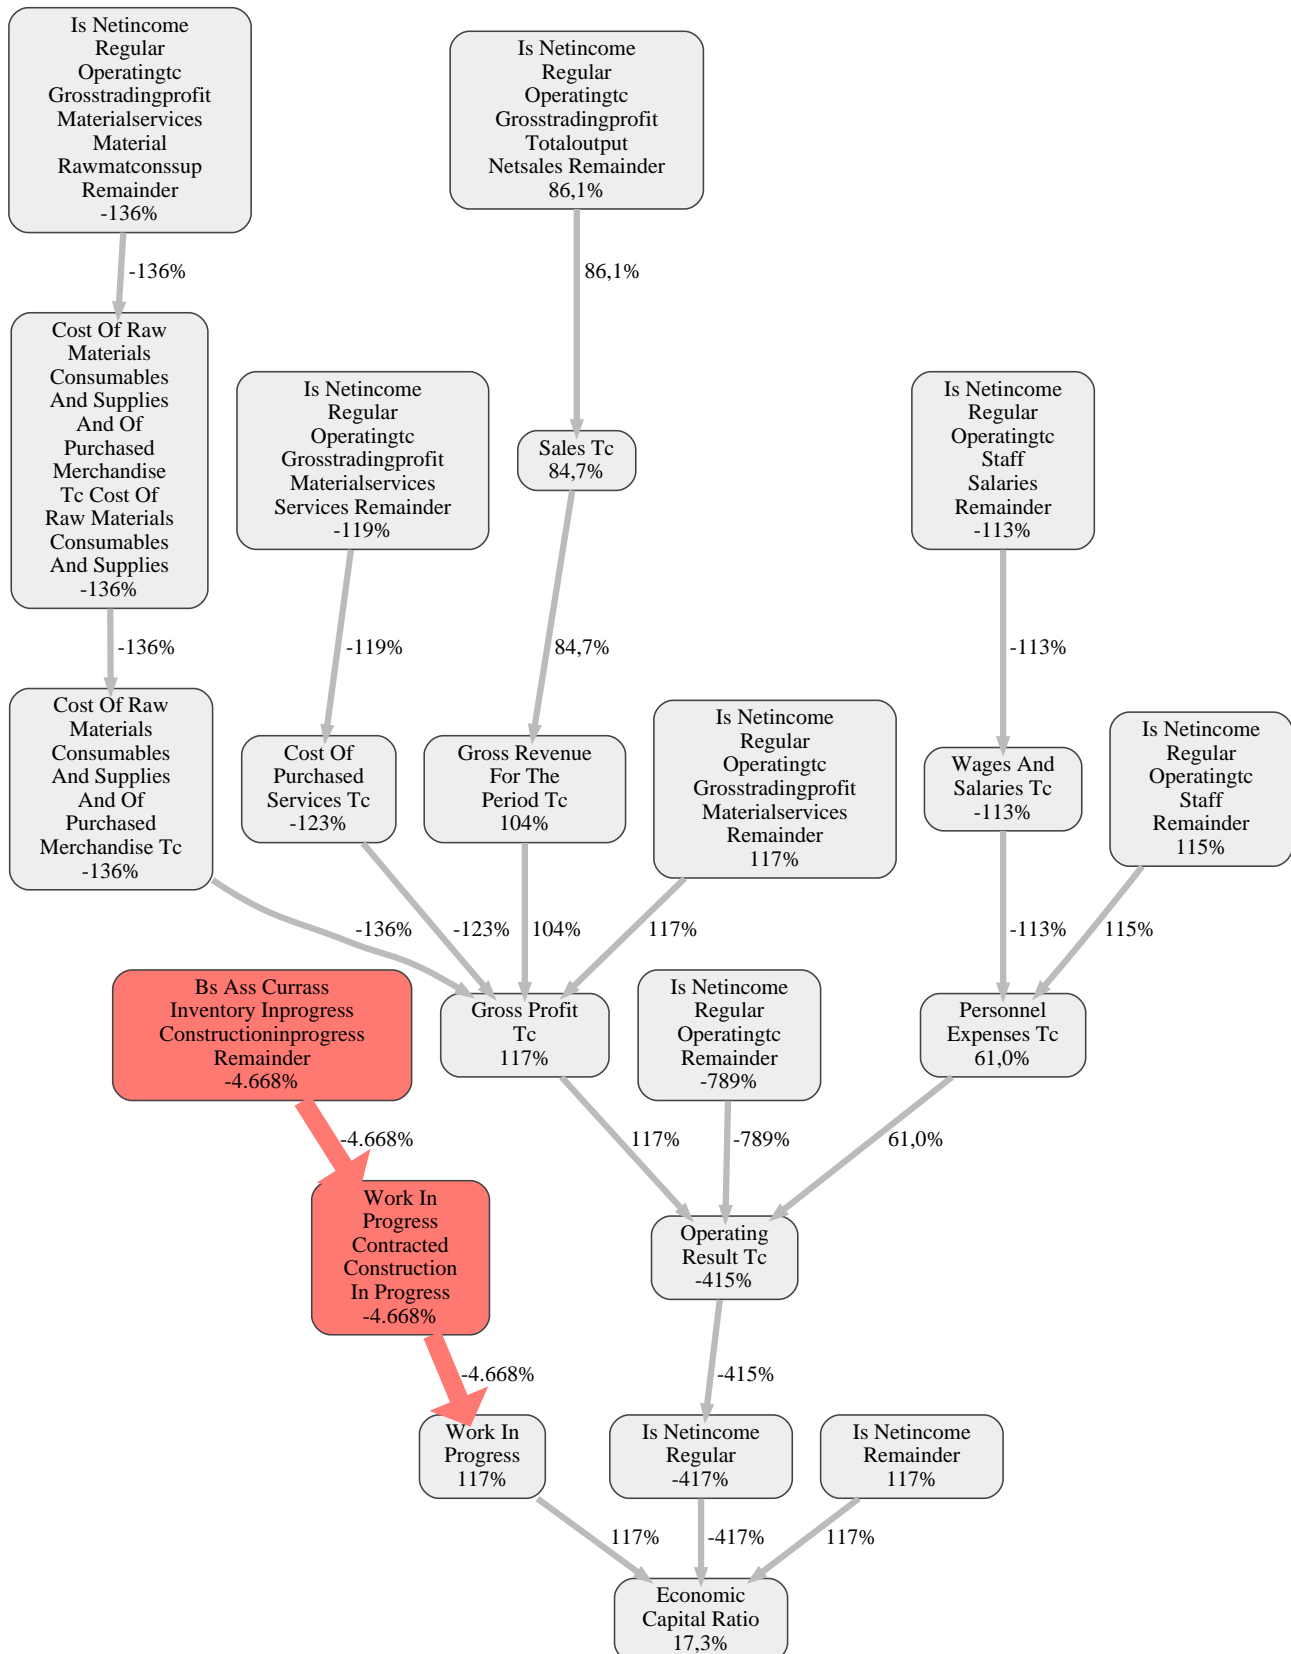 Is Netincome
Regular
Operatingtc
Grosstradingprofit
Materialservices
Material
Rawmatconssup
Remainder
-136%
Is Netincome
Regular
Operatingtc
Grosstradingprofit
Totaloutput
Netsales Remainder
86,1%
-136%
86,1%
Cost Of Raw
Materials
Consumables
And Supplies
And Of
Purchased
Merchandise
Tc Cost Of
Raw Materials
Consumables
And Supplies
-136%
Is Netincome
Regular
Operatingtc
Grosstradingprofit
Materialservices
Services Remainder
-119%
Sales Tc
84,7%
Is Netincome
Regular
Operatingtc
Staff
Salaries
Remainder
-113%
-136%
-119%
84,7%
-113%
Cost Of Raw
Materials
Consumables
And Supplies
And Of
Purchased
Merchandise Tc
-136%
Cost Of
Purchased
Services Tc
-123%
Gross Revenue
For The
Period Tc
104%
Is Netincome
Regular
Operatingtc
Grosstradingprofit
Materialservices
Remainder
117%
Wages And
Salaries Tc
-113%
Is Netincome
Regular
Operatingtc
Staff
Remainder
115%
-136%
-123%
104%
117%
-113%
115%
Bs Ass Currass
Inventory Inprogress
Constructioninprogress
Remainder
-4.668%
Gross Profit
Tc
117%
Is Netincome
Regular
Operatingtc
Remainder
-789%
Personnel
Expenses Tc
61,0%
-4.668%
117%
-789%
61,0%
Work In
Progress
Contracted
Construction
In Progress
-4.668%
Operating
Result Tc
-415%
-4.668%
-415%
Work In
Progress
117%
Is Netincome
Regular
-417%
Is Netincome
Remainder
117%
117%
-417%
117%
Economic
Capital Ratio
17,3%